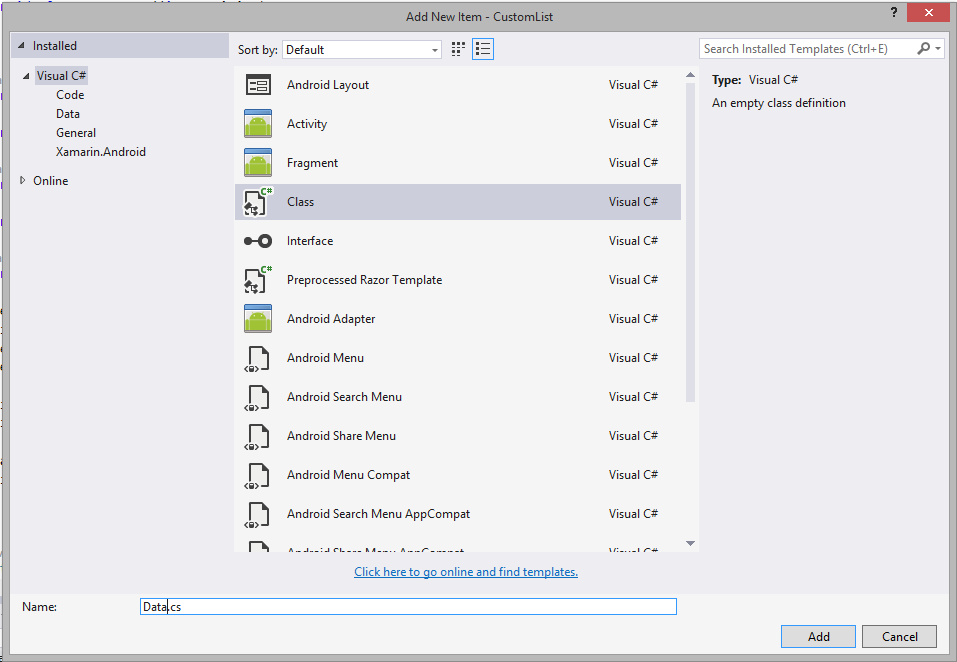 Add New Item - CustomList
?
Installed
Visual C#
Code
Data
General
Xamarin.Android
Online
Sort by: Default
Search Installed Templates (Ctrl+E)
Android Layout Visual C#
Activity Visual C#
Fragment Visual C#
C# Class Visual C#
Interface Visual C#
C# Preprocessed Razor Template Visual C#
Android Adapter Visual C#
Android Menu Visual C#
Android Search Menu Visual C#
Android Share Menu Visual C#
Android Menu Compat Visual C#
Android Search Menu AppCompat Visual C#
Android Share Menu AppCompat Visual C#
Type: Visual C#
An empty class definition
Click here to go online and find templates.
Name: Data.cs
Add Cancel